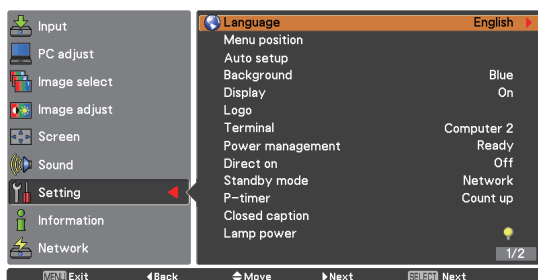 Input
PC adjust
Image select
Image adjust
Screen
Sound
Setting
Information
Network
Language English
Menu position
Auto setup
Background Blue
Display On
Logo
Terminal Computer 2
Power management Ready
Direct on Off
Standby mode Network
P-timer Count up
Closed caption
Lamp power
1/2
MENU Exit Back Move Next SELECT Next